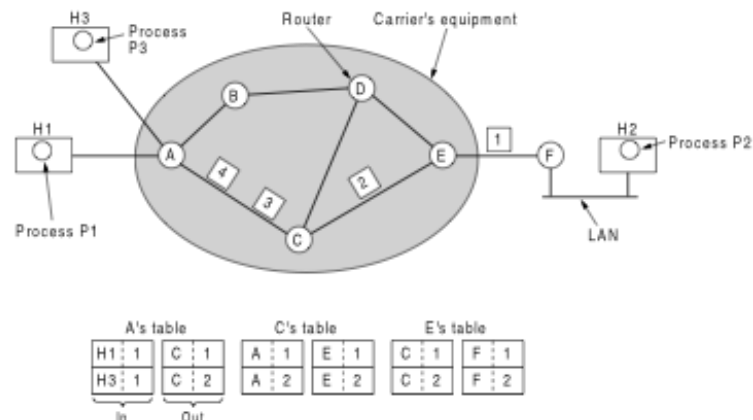 H3
Router
Carrier's equipment
Process
P3
B
D
H1
1
H2
A
E
F
Process P2
4
3
2
Process P1
C
LAN
A's table
C's table
E's table
H1 1 C 1 A 1 E 1 C 1 F 1
H3 1 C 2 A 2 E 2 C 2 F 2
In Out